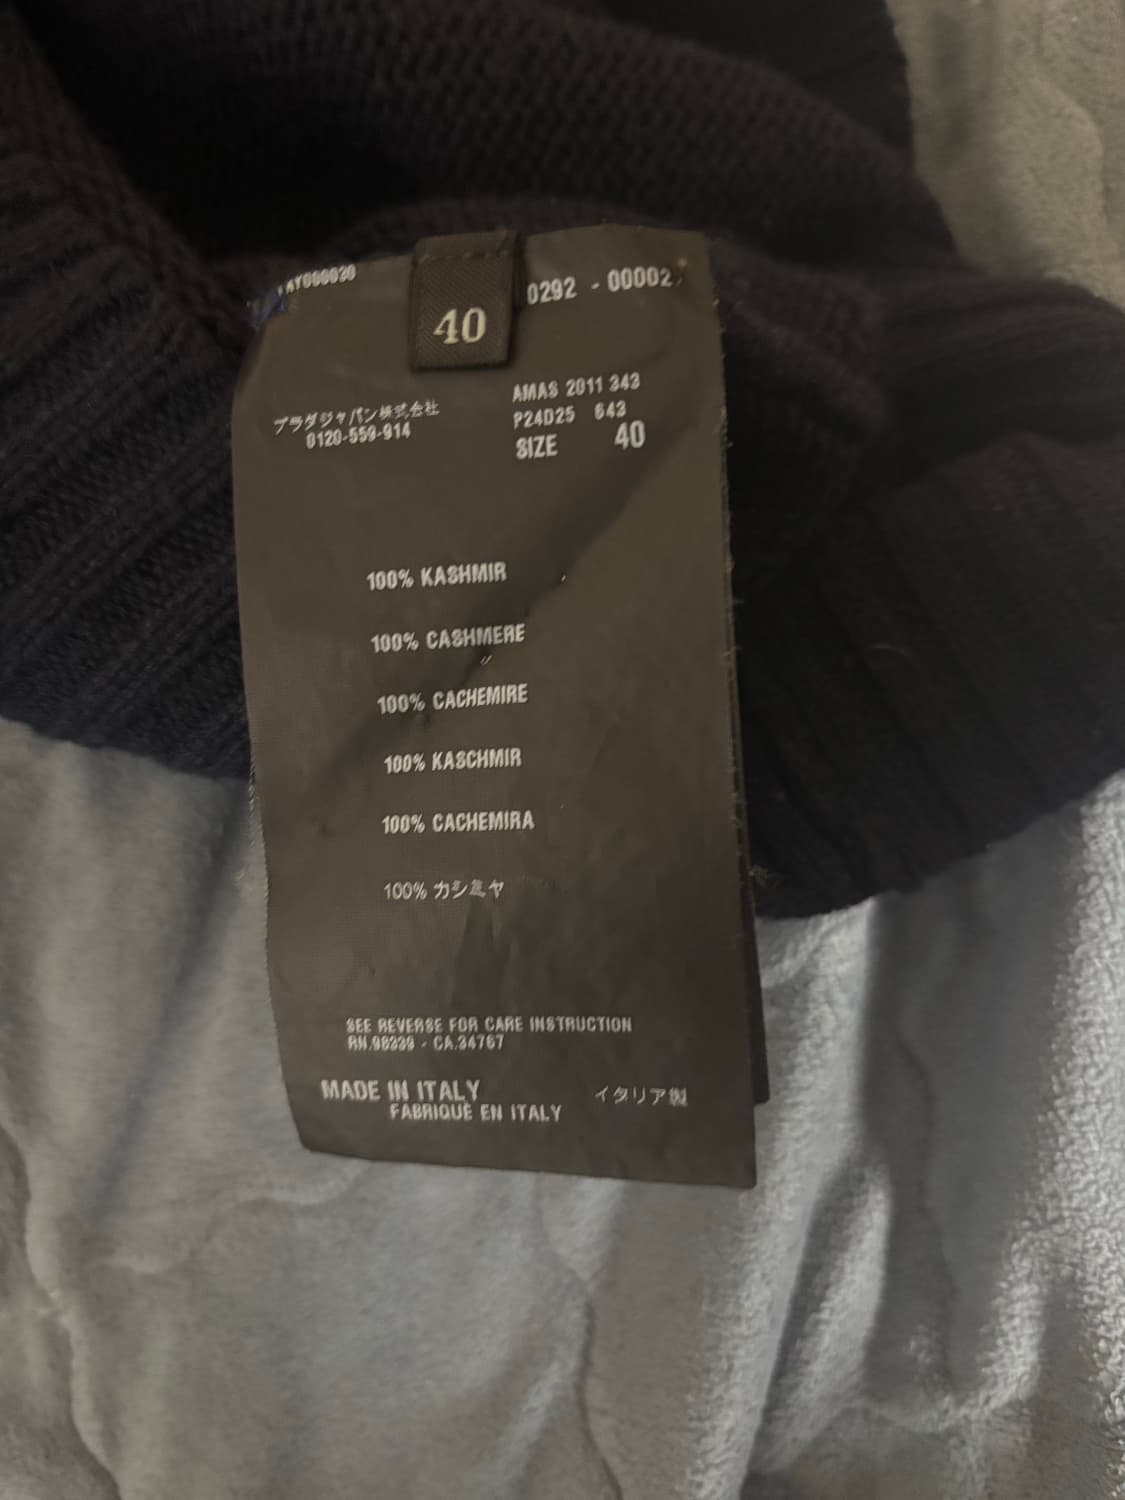 40
0292 - 00002
プラダジャパン株式会社
0120-559-914
AMAS 2011 343
P24D25 643
SIZE 40
100% KASHMIR
100% CASHMERE
100% CACHEMIRE
100% KASCHMIR
100% CACHEMIRA
100% カシミヤ
SEE REVERSE FOR CARE INSTRUCTION
RN.98339 - CA.34767
MADE IN ITALY
FABRIQUÈ EN ITALY
イタリア製